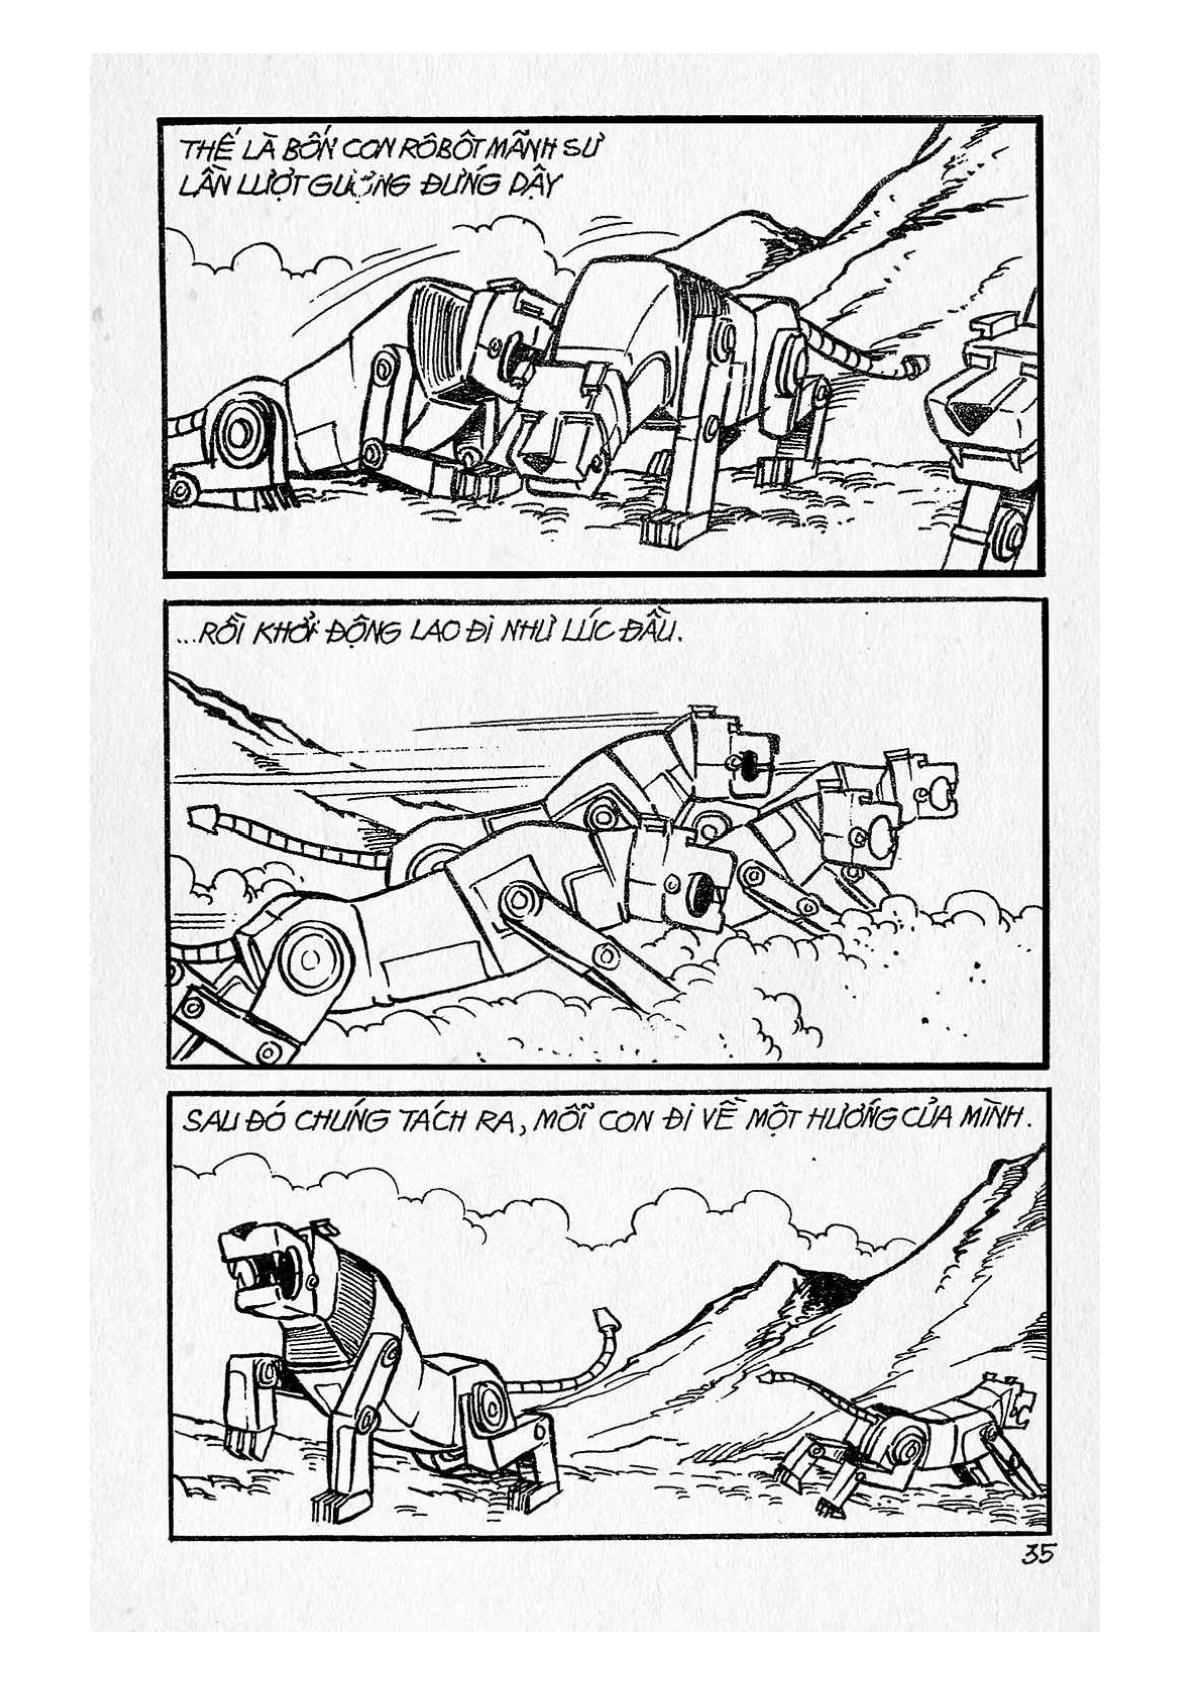 THẾ LÀ BỐN CON RÔBÔT MÃNH SƯ
LẦN LƯỢT GƯỢNG ĐỨNG DẬY
...RỒI KHỞI ĐỘNG LAO ĐI NHƯ LÚC ĐẦU.
SAU ĐÓ CHÚNG TÁCH RA, MỖI CON ĐI VỀ MỘT HƯỚNG CỦA MÌNH.
35